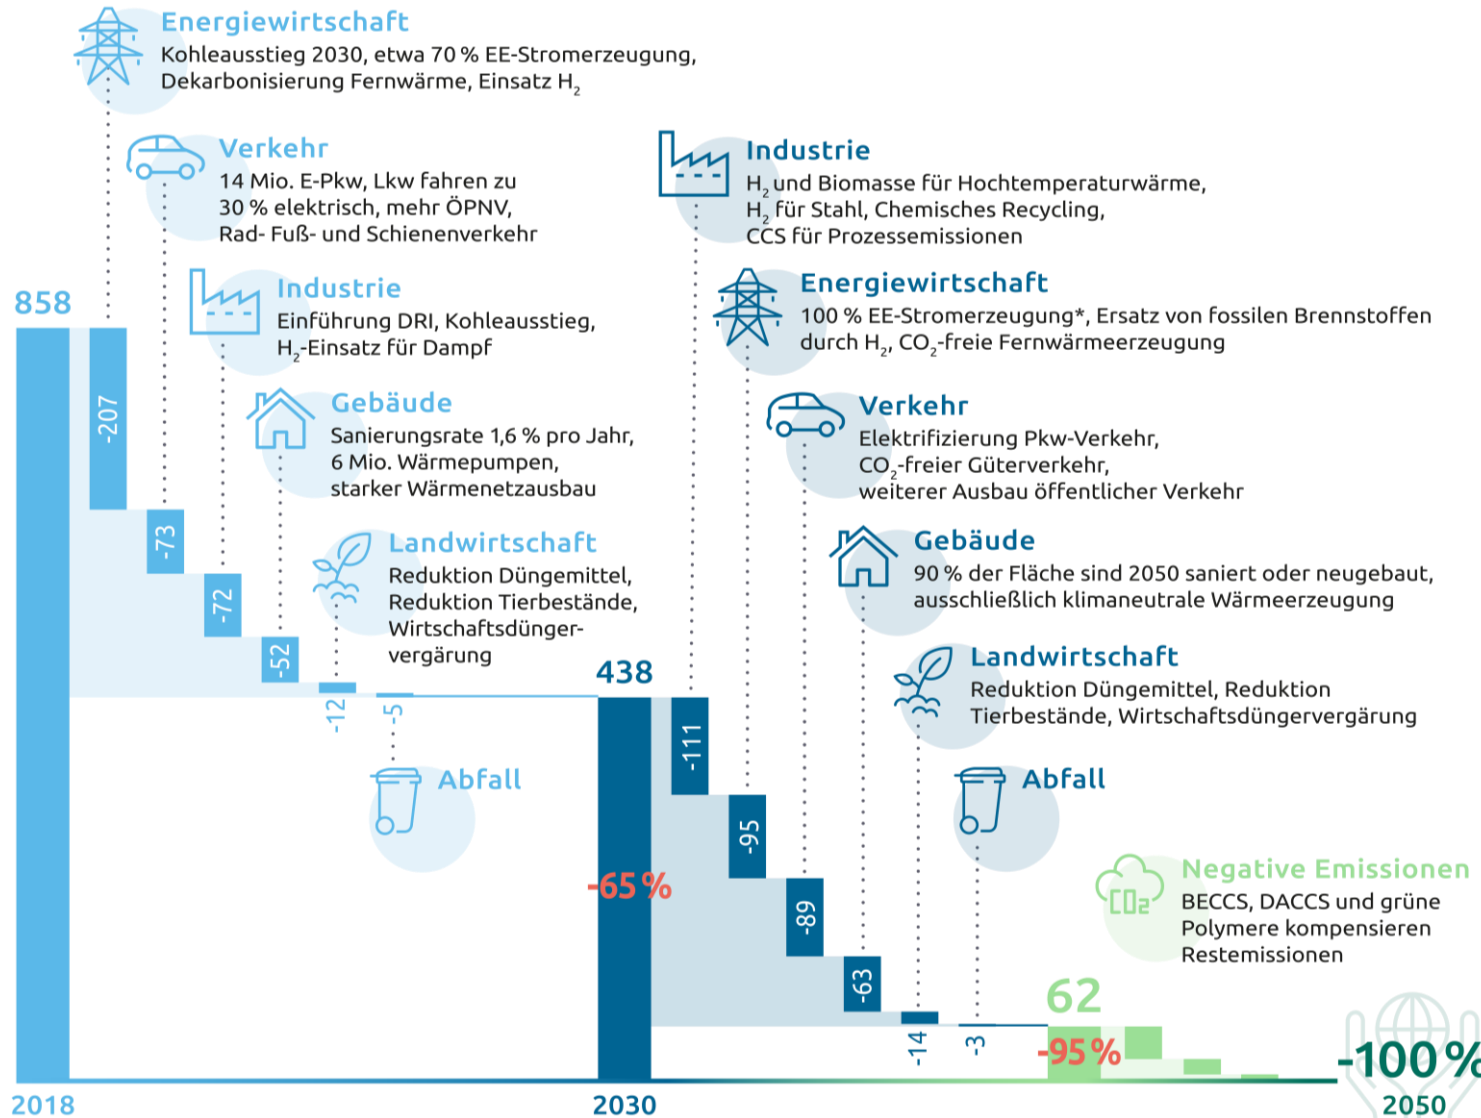 Energiewirtschaft
Kohleausstieg 2030, etwa 70 % EE-Stromerzeugung,
Dekarbonisierung Fernwärme, Einsatz H₂
Verkehr
14 Mio. E-Pkw, Lkw fahren zu
30 % elektrisch, mehr ÖPNV,
Rad- Fuß- und Schienenverkehr
Industrie
Einführung DRI, Kohleausstieg,
H₂-Einsatz für Dampf
Gebäude
Sanierungsrate 1,6 % pro Jahr,
6 Mio. Wärmepumpen,
starker Wärmenetzausbau
Landwirtschaft
Reduktion Düngemittel,
Reduktion Tierbestände,
Wirtschaftsdünger-
vergärung
Abfall
858
-207
-73
-72
-52
-12
-5
Industrie
H₂ und Biomasse für Hochtemperaturwärme,
H₂ für Stahl, Chemisches Recycling,
CCS für Prozessemissionen
Energiewirtschaft
100 % EE-Stromerzeugung*, Ersatz von fossilen Brennstoffen
durch H₂, CO₂-freie Fernwärmeerzeugung
Verkehr
Elektrifizierung Pkw-Verkehr,
CO₂-freier Güterverkehr,
weiterer Ausbau öffentlicher Verkehr
Gebäude
90 % der Fläche sind 2050 saniert oder neugebaut,
ausschließlich klimaneutrale Wärmeerzeugung
Landwirtschaft
Reduktion Düngemittel, Reduktion
Tierbestände, Wirtschaftsdüngervergärung
Abfall
438
-65 %
-111
-95
-89
-63
-14
-3
CO₂
Negative Emissionen
BECCS, DACCS und grüne
Polymere kompensieren
Restemissionen
62
-95 %
-100%
2018
2030
2050